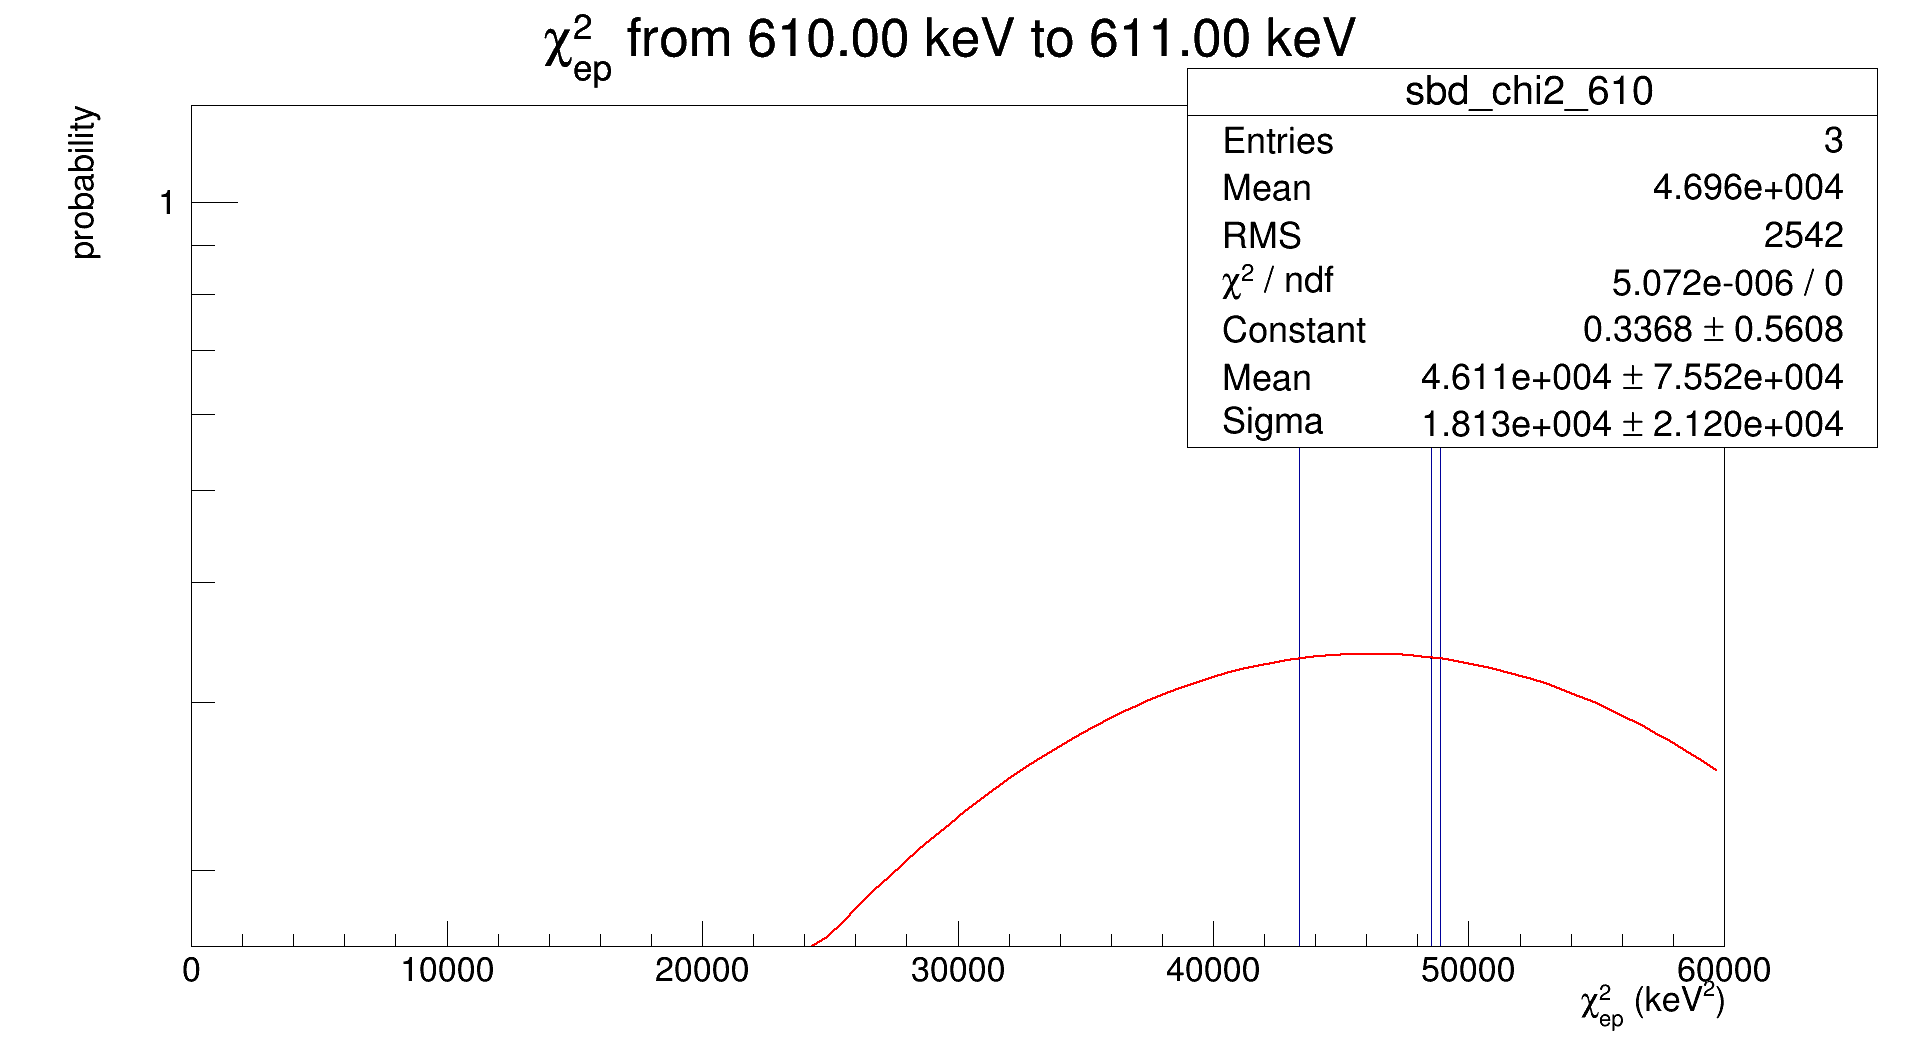 χ²ep from 610.00 keV to 611.00 keV
sbd_chi2_610
Entries 3
Mean 4.696e+004
RMS 2542
χ² / ndf 5.072e-006 / 0
Constant 0.3368 ± 0.5608
Mean 4.611e+004 ± 7.552e+004
Sigma 1.813e+004 ± 2.120e+004
probability
1
0 10000 20000 30000 40000 50000 60000
χ²ep (keV²)